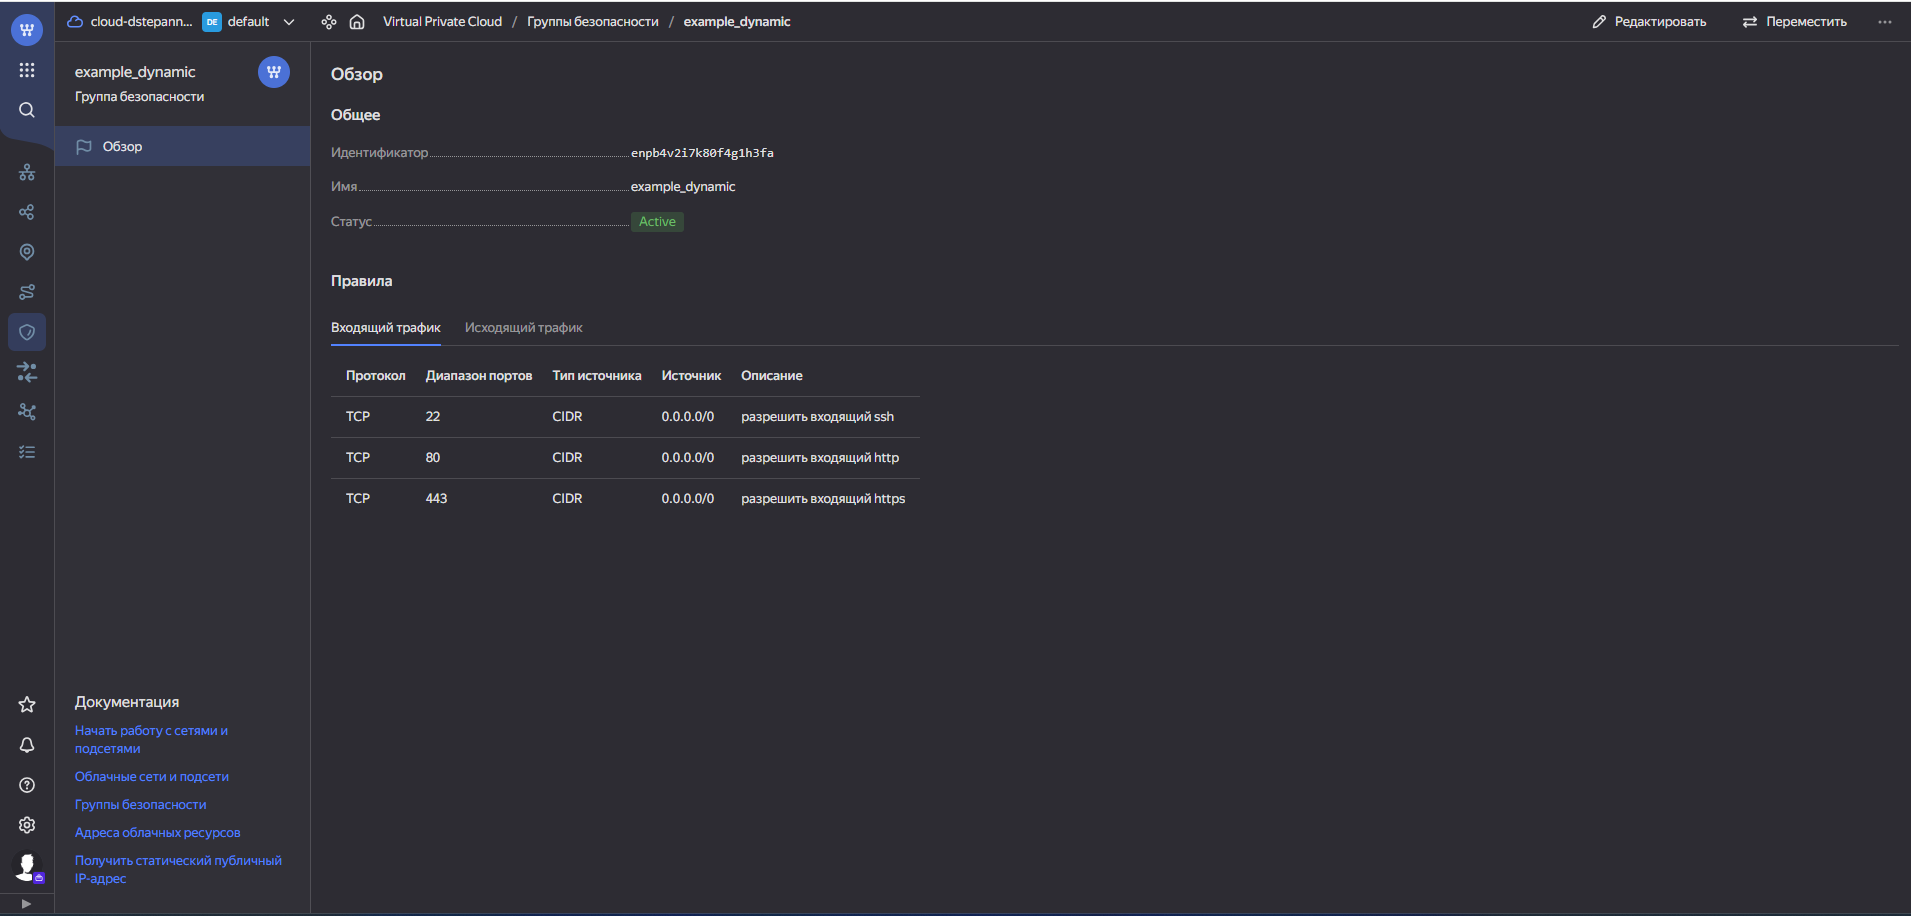 cloud-dstepann... DE default Virtual Private Cloud / Группы безопасности / example_dynamic Редактировать Переместить
example_dynamic
Группа безопасности
Обзор
Обзор
Общее
Идентификатор enpb4v2i7k80f4g1h3fa
Имя example_dynamic
Статус Active
Правила
Входящий трафик Исходящий трафик
Протокол Диапазон портов Тип источника Источник Описание
TCP 22 CIDR 0.0.0.0/0 разрешить входящий ssh
TCP 80 CIDR 0.0.0.0/0 разрешить входящий http
TCP 443 CIDR 0.0.0.0/0 разрешить входящий https
Документация
Начать работу с сетями и
подсетями
Облачные сети и подсети
Группы безопасности
Адреса облачных ресурсов
Получить статический публичный
IP-адрес